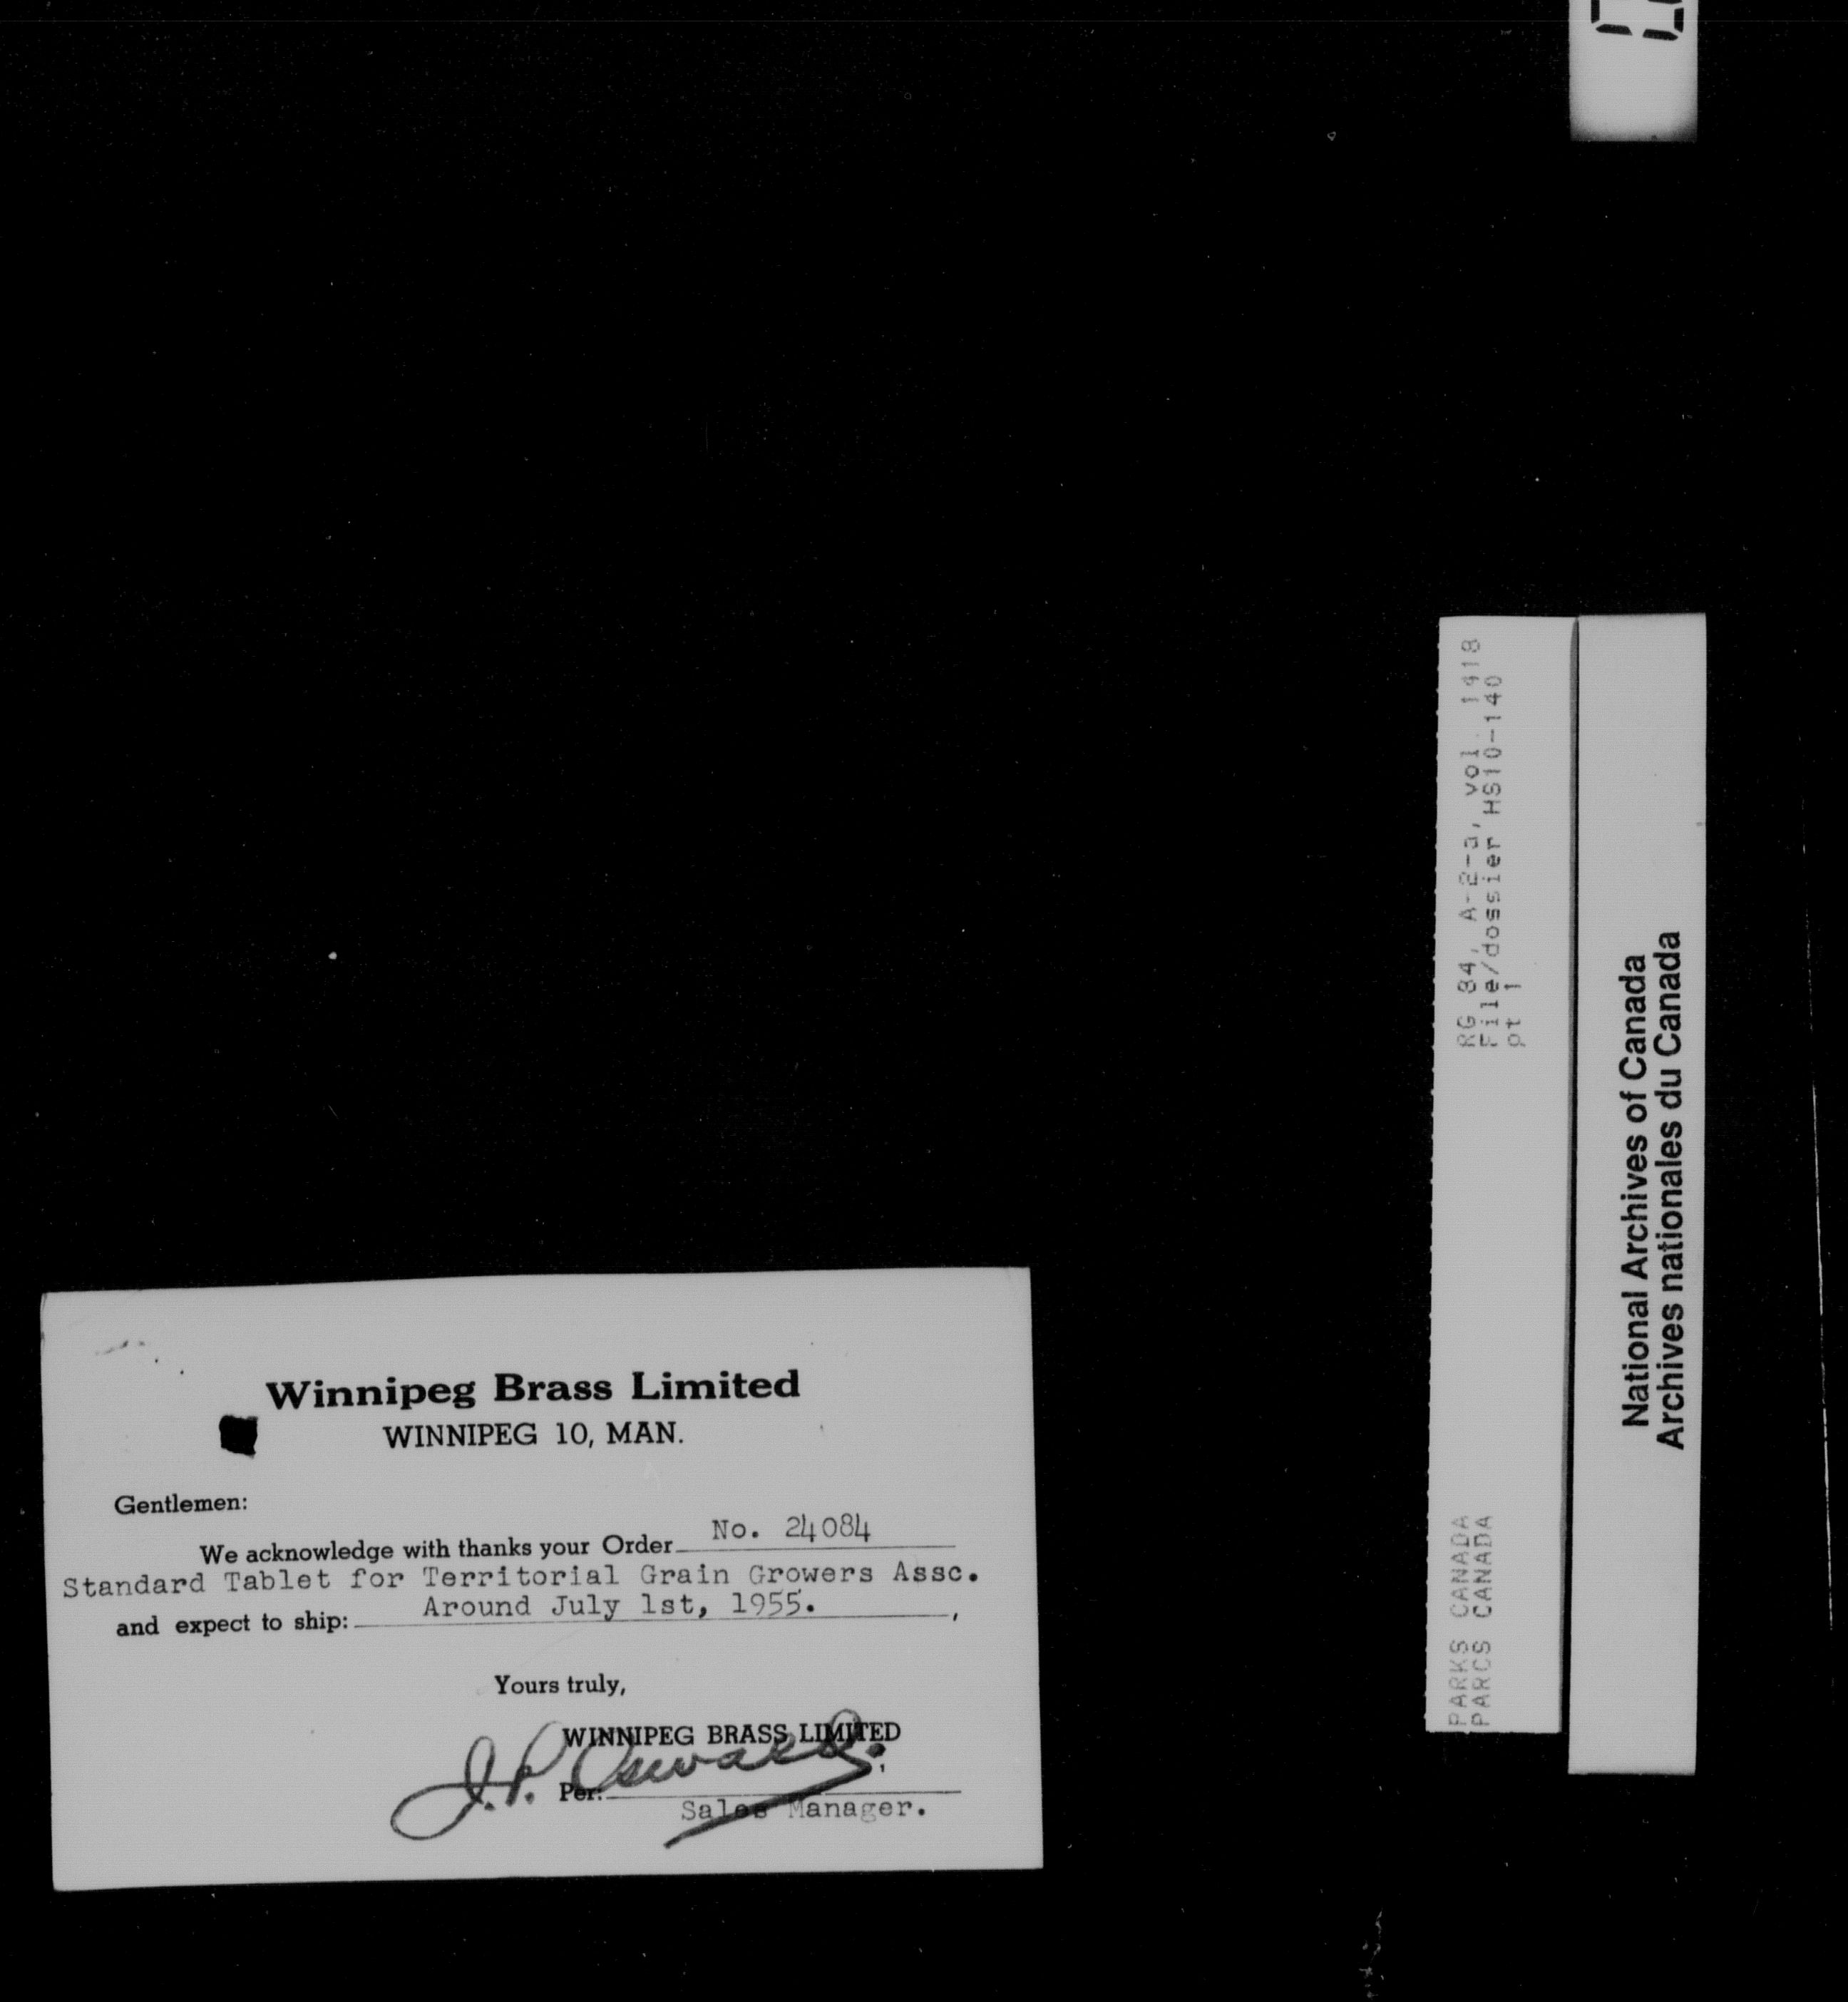 Winnipeg Brass Limited
WINNIPEG 10, MAN.
Gentlemen:
We acknowledge with thanks your Order No. 24084
Standard Tablet for Territorial Grain Growers Assc.
and expect to ship: Around July 1st, 1955.,
Yours truly,
WINNIPEG BRASS LIMITED
Per: J.P. Oswald.
Sales Manager.
RG 84, A-2-a, vol. 1418
File/dossier HS10-140
pt 1
PARKS CANADA
PARCS CANADA
National Archives of Canada
Archives nationales du Canada